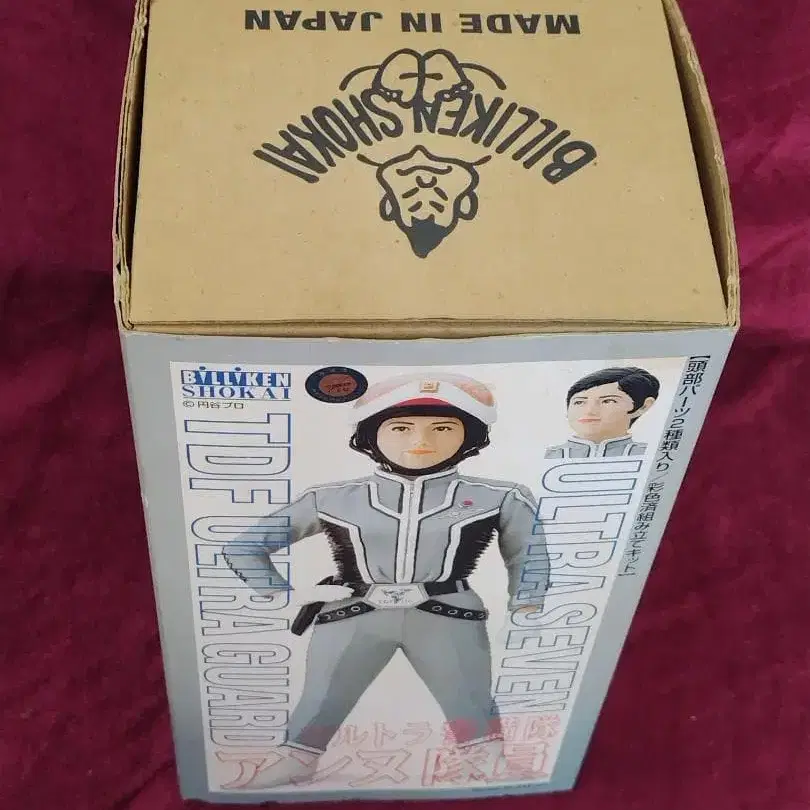 MADE IN JAPAN
BILLIKEN SHOKAI
BiLLiKEN
SHOKAI
©円谷プロ
TDF ULTRA GUARD
ULTRA SEVEN
【頭部パーツ2種類入り／彩色済組み立てキット】
ウルトラ警備隊
アンヌ隊員